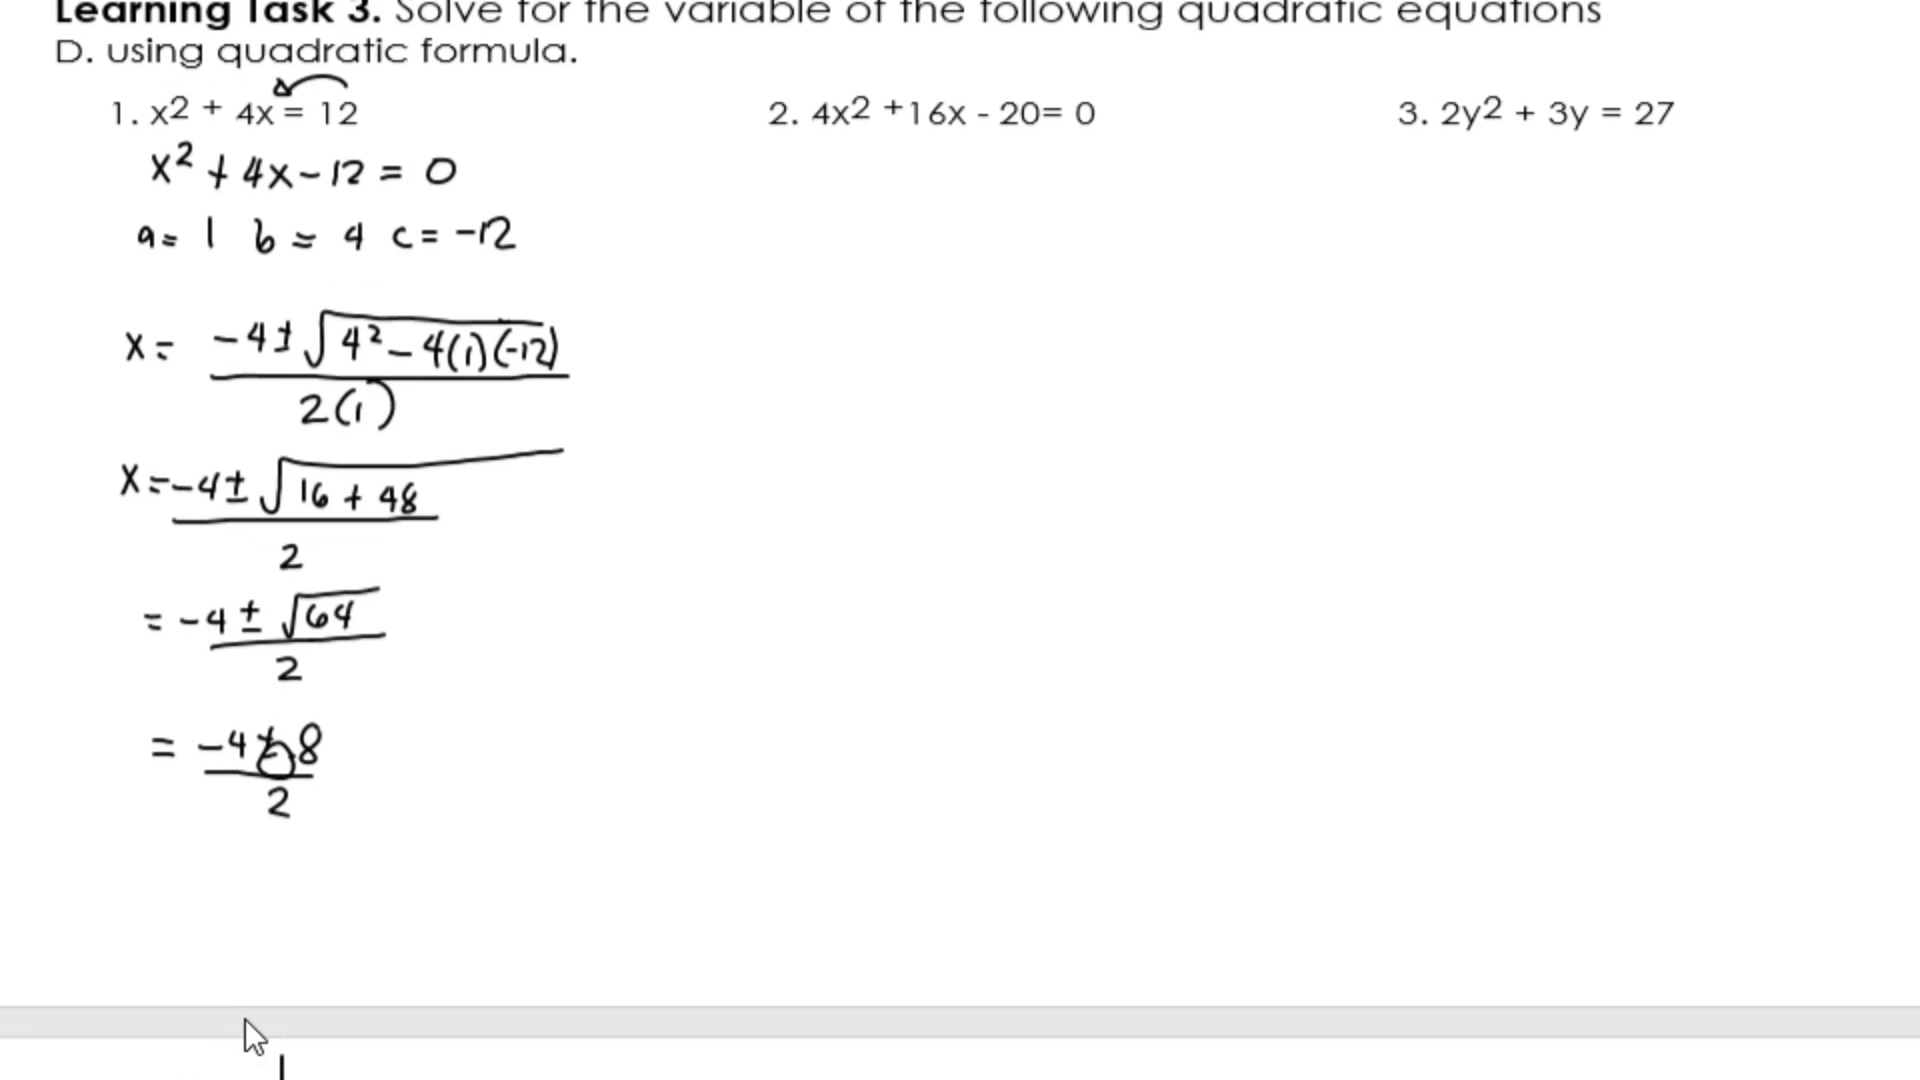 Learning Task 3. Solve for the variable of the following quadratic equations
D. using quadratic formula.
1. x2 + 4x = 12
2. 4x2 +16x - 20= 0
3. 2y2 + 3y = 27
x² + 4x - 12 = 0
a = 1 b = 4 c = -12
x = -4 ± √4² - 4(1)(-12)
2(1)
x = -4 ± √16 + 48
2
= -4 ± √64
2
= -4 ± 8
2